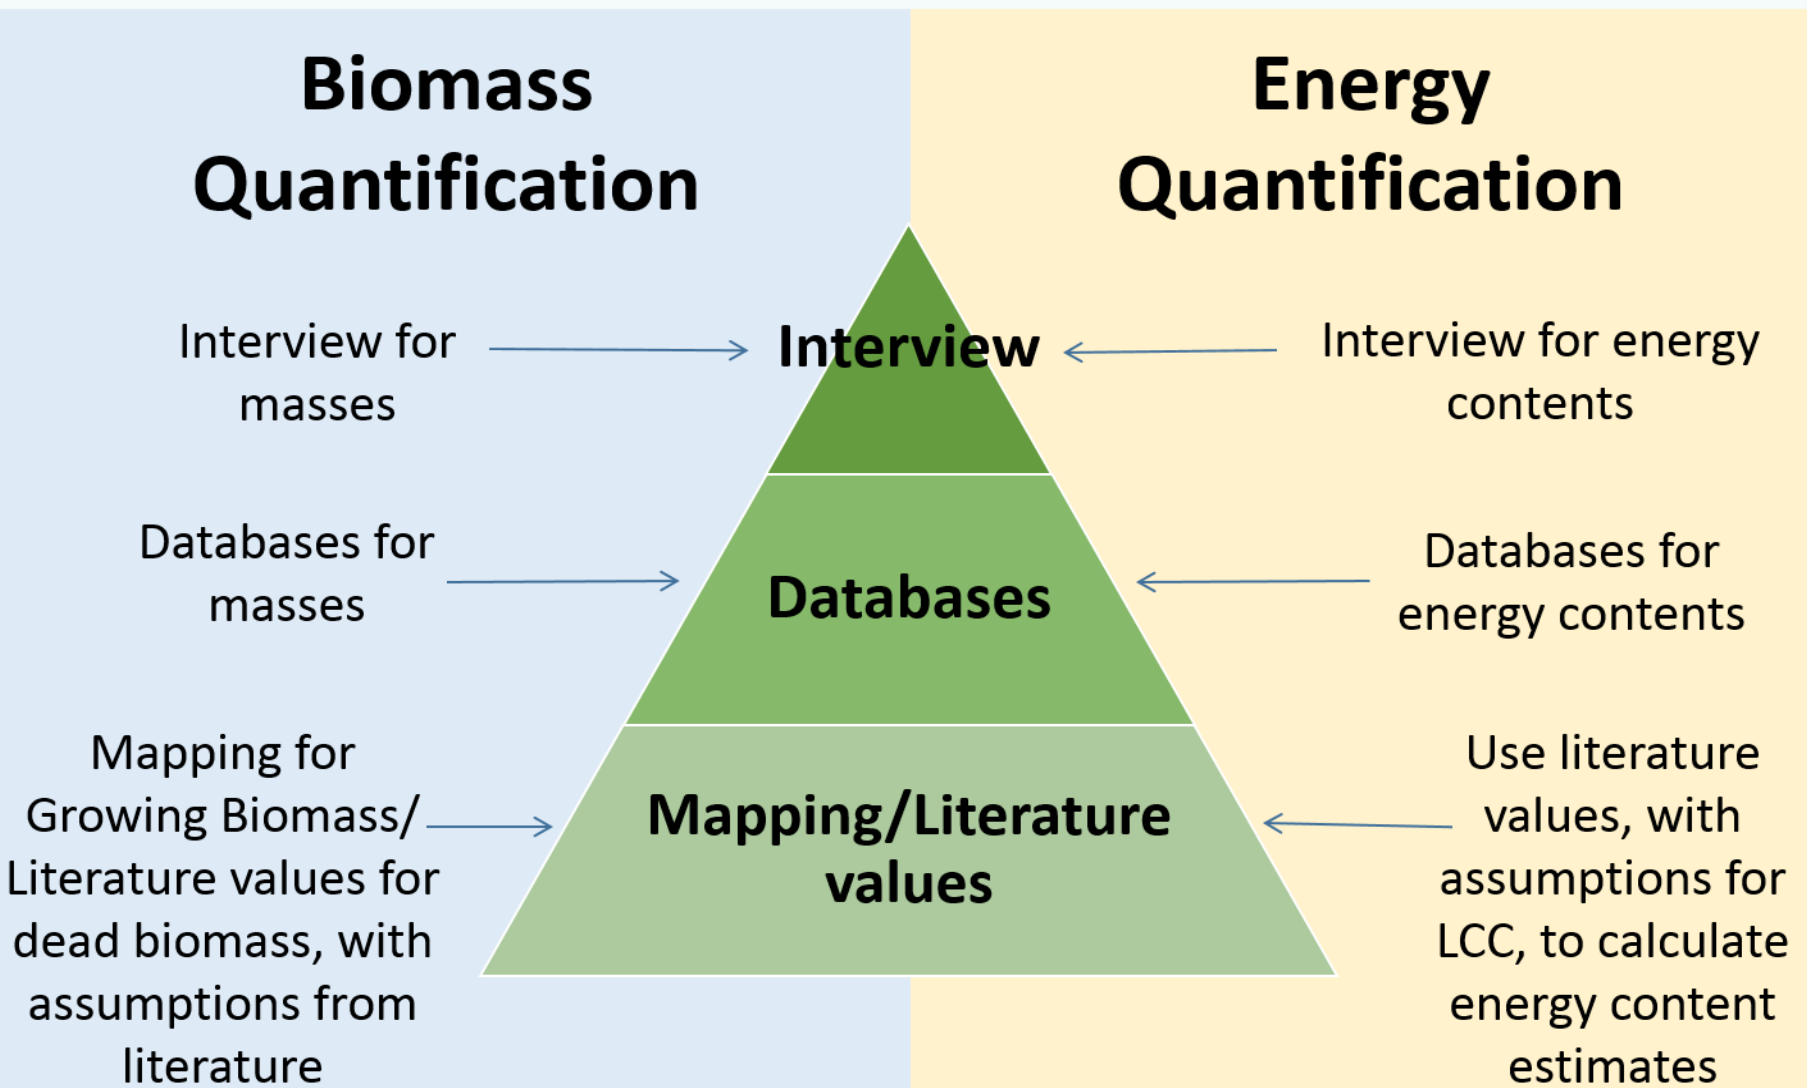 Biomass
Quantification
Energy
Quantification
Interview for
masses
Interview
Interview for energy
contents
Databases for
masses
Databases
Databases for
energy contents
Mapping for
Growing Biomass/
Literature values for
dead biomass, with
assumptions from
literature
Mapping/Literature
values
Use literature
values, with
assumptions for
LCC, to calculate
energy content
estimates